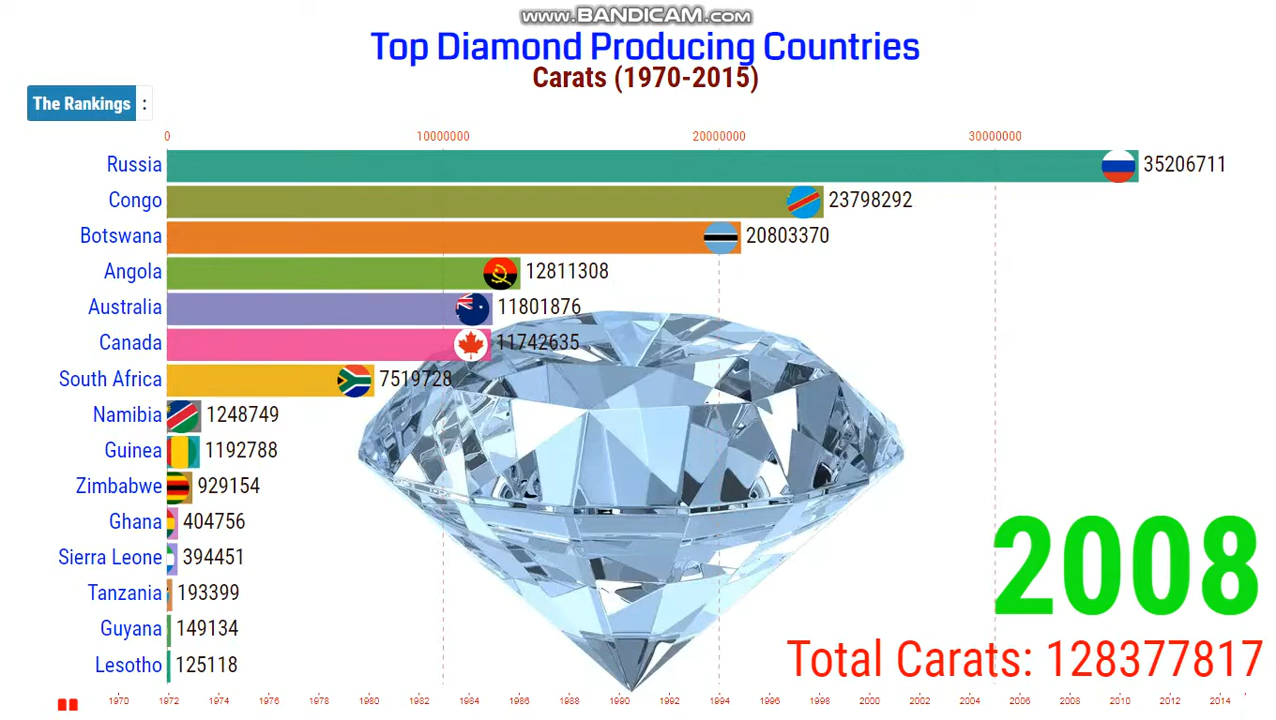 www.BANDICAM.com
Top Diamond Producing Countries
Carats (1970-2015)
The Rankings :
0 10000000 20000000 30000000
Russia 35206711
Congo 23798292
Botswana 20803370
Angola 12811308
Australia 11801876
Canada 11742635
South Africa 7519728
Namibia 1248749
Guinea 1192788
Zimbabwe 929154
Ghana 404756
Sierra Leone 394451
Tanzania 193399
Guyana 149134
Lesotho 125118
2008
Total Carats: 128377817
1970 1972 1974 1976 1978 1980 1982 1984 1986 1988 1990 1992 1994 1996 1998 2000 2002 2004 2006 2008 2010 2012 2014